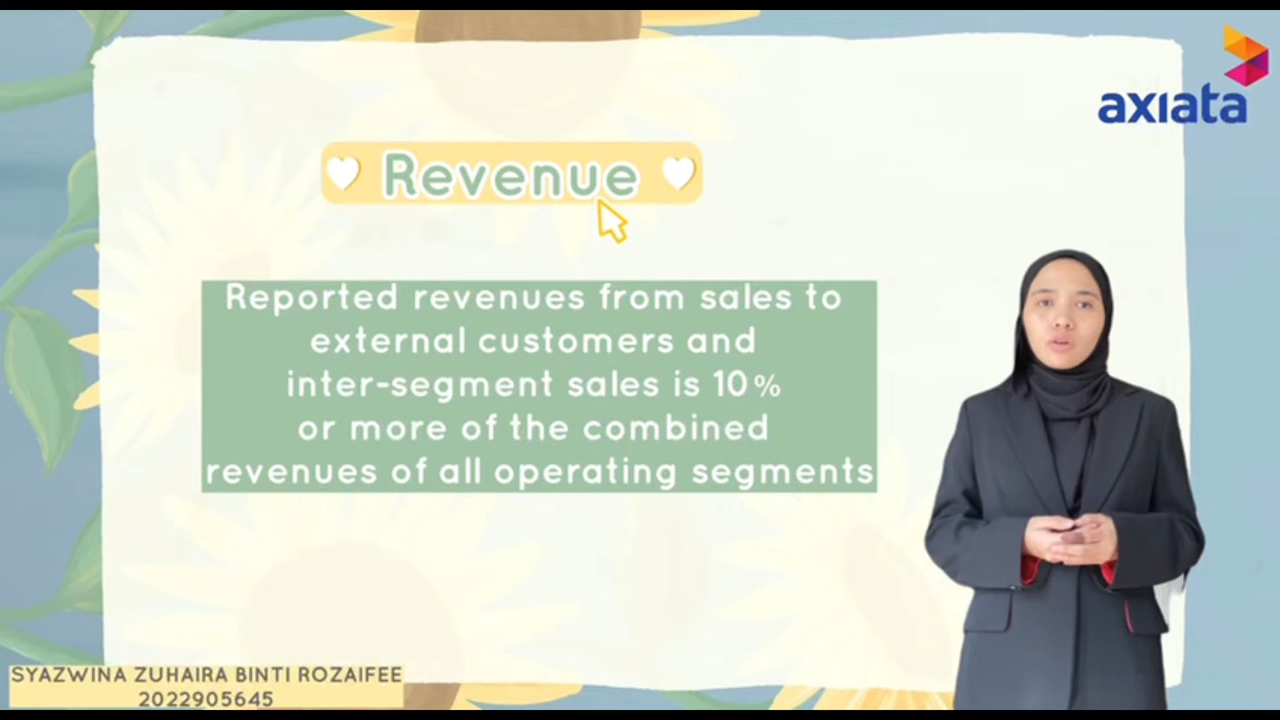 axiata
Revenue
Reported revenues from sales to
external customers and
inter-segment sales is 10%
or more of the combined
revenues of all operating segments
SYAZWINA ZUHAIRA BINTI ROZAIFEE
2022905645